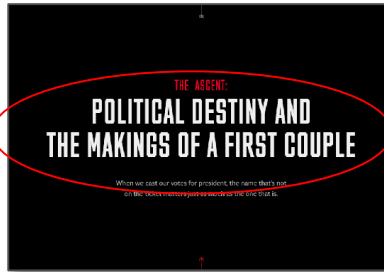 THE ASCENT:
POLITICAL DESTINY AND
THE MAKINGS OF A FIRST COUPLE
When we cast our votes for president, the name that's not
on the ticket matters just as much as the one that is.